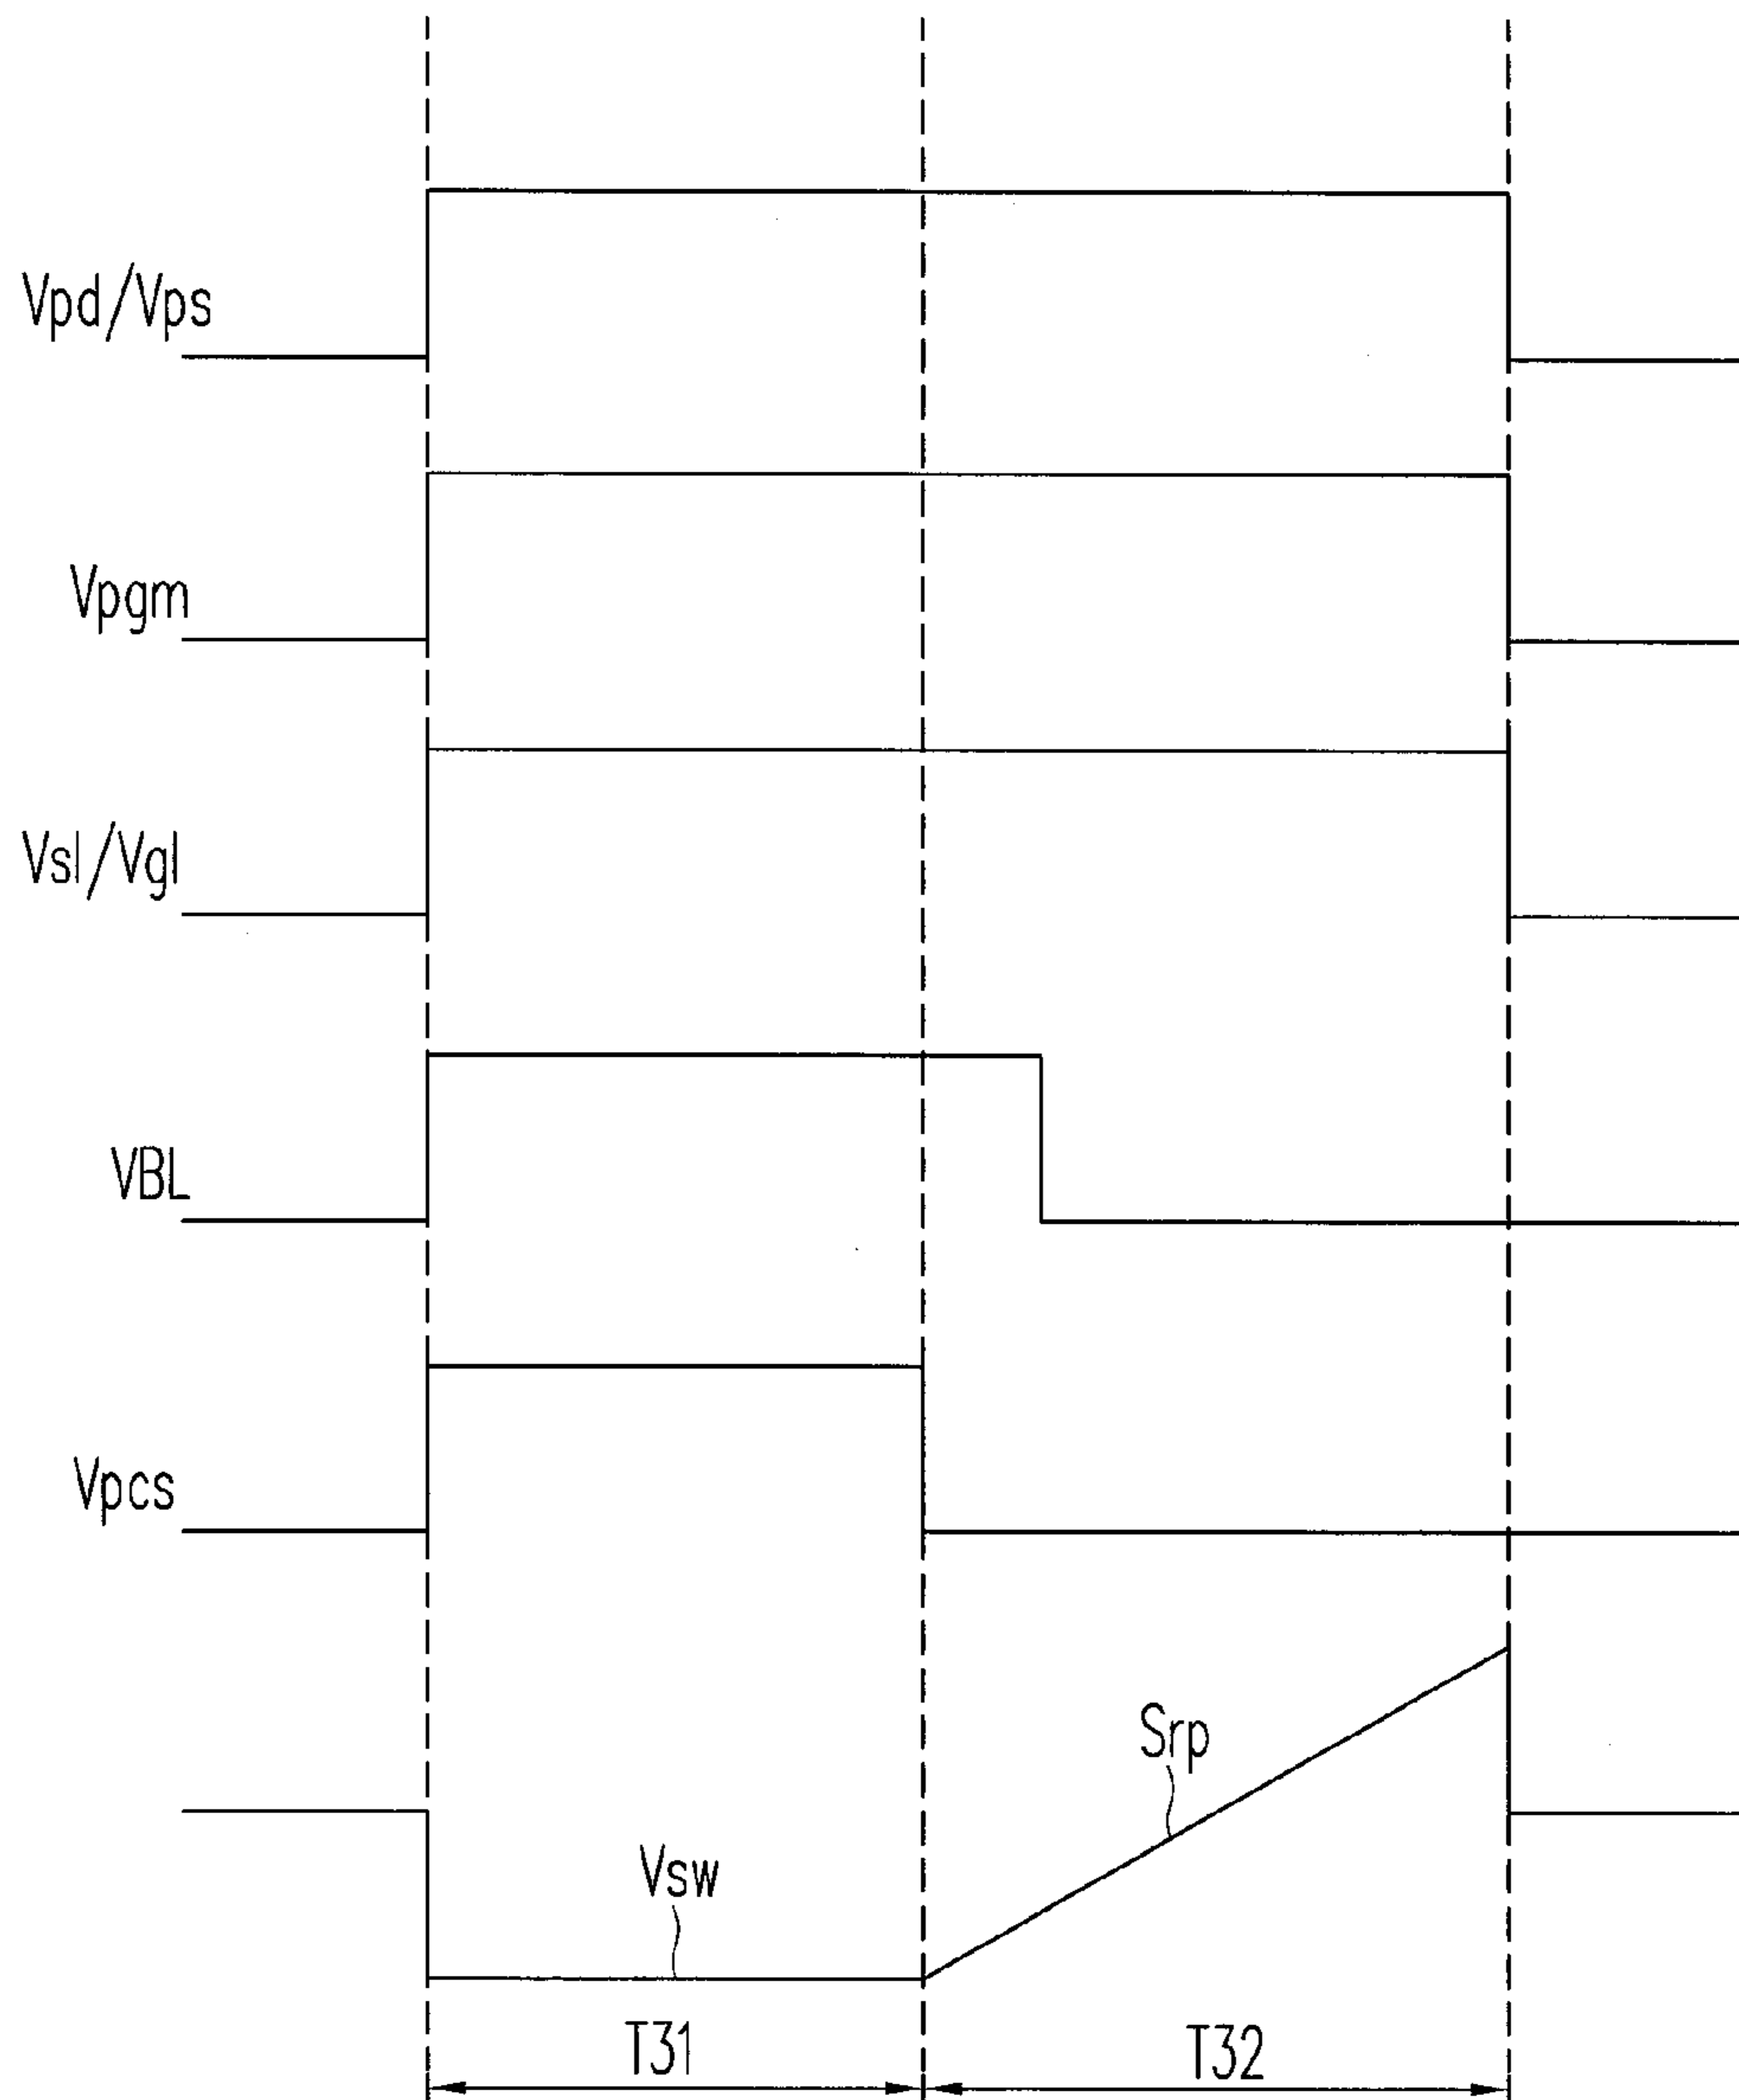 Vpd/Vps
Vpgm
Vsl/Vgl
VBL
Vpcs
Srp
Vsw
T31
T32